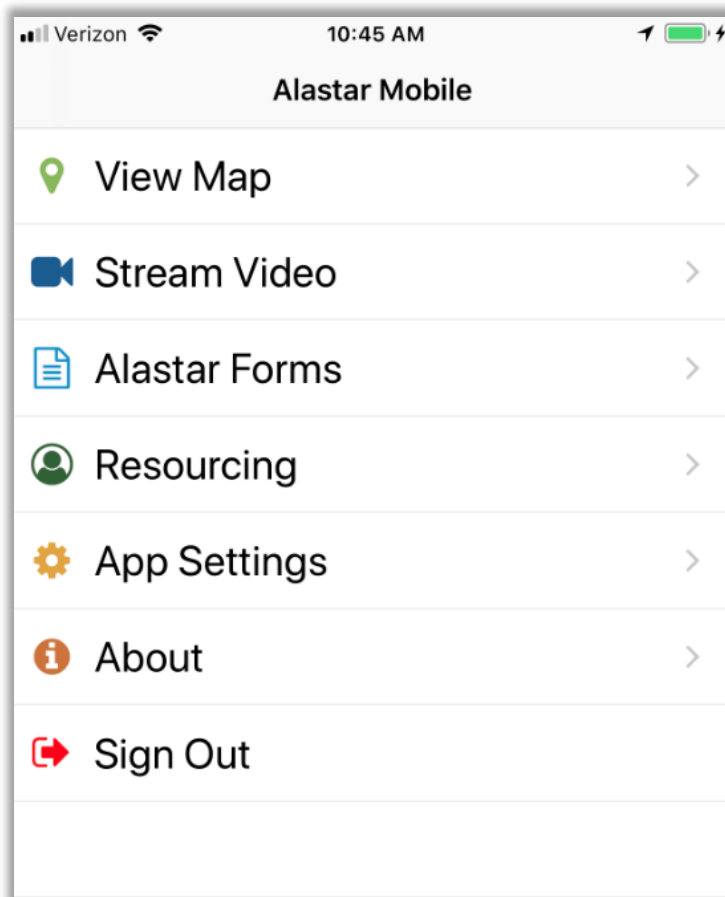 Verizon 10:45 AM
Alastar Mobile
View Map
Stream Video
Alastar Forms
Resourcing
App Settings
About
Sign Out